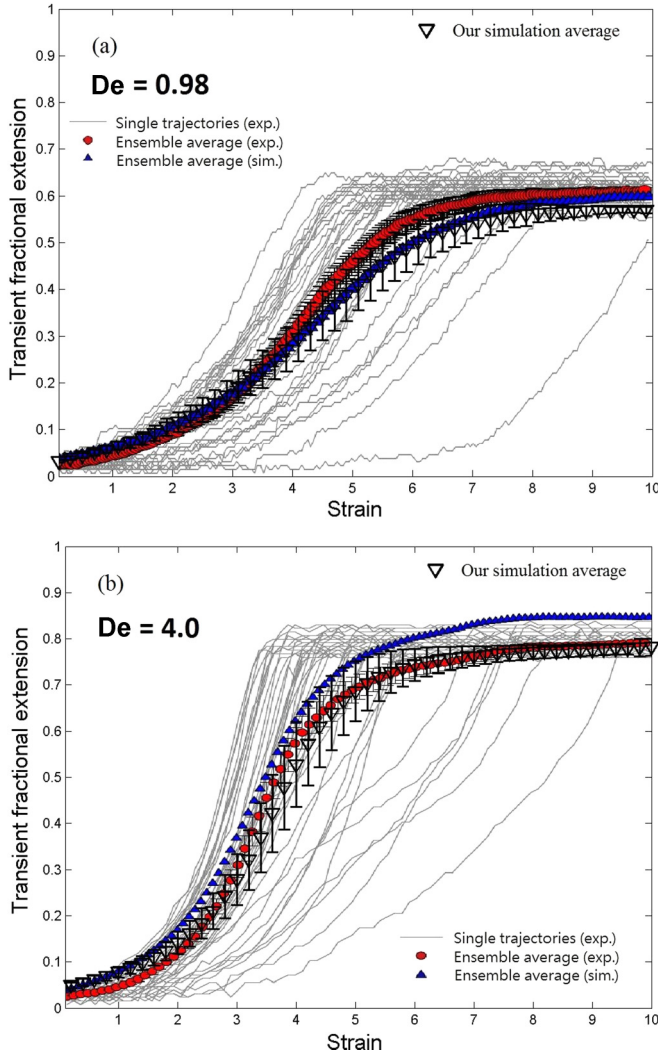 1
(a)
Our simulation average
0.9
De = 0.98
0.8
Single trajectories (exp.)
0.7
Ensemble average (exp.)
Ensemble average (sim.)
0.6
0.5
0.4
0.3
0.2
0.1
0
1 2 3 4 5 6 7 8 9 10
Transient fractional extension
Strain
1
(b)
Our simulation average
0.9
De = 4.0
0.8
0.7
0.6
0.5
0.4
0.3
0.2
Single trajectories (exp.)
Ensemble average (exp.)
0.1
Ensemble average (sim.)
0
1 2 3 4 5 6 7 8 9 10
Transient fractional extension
Strain